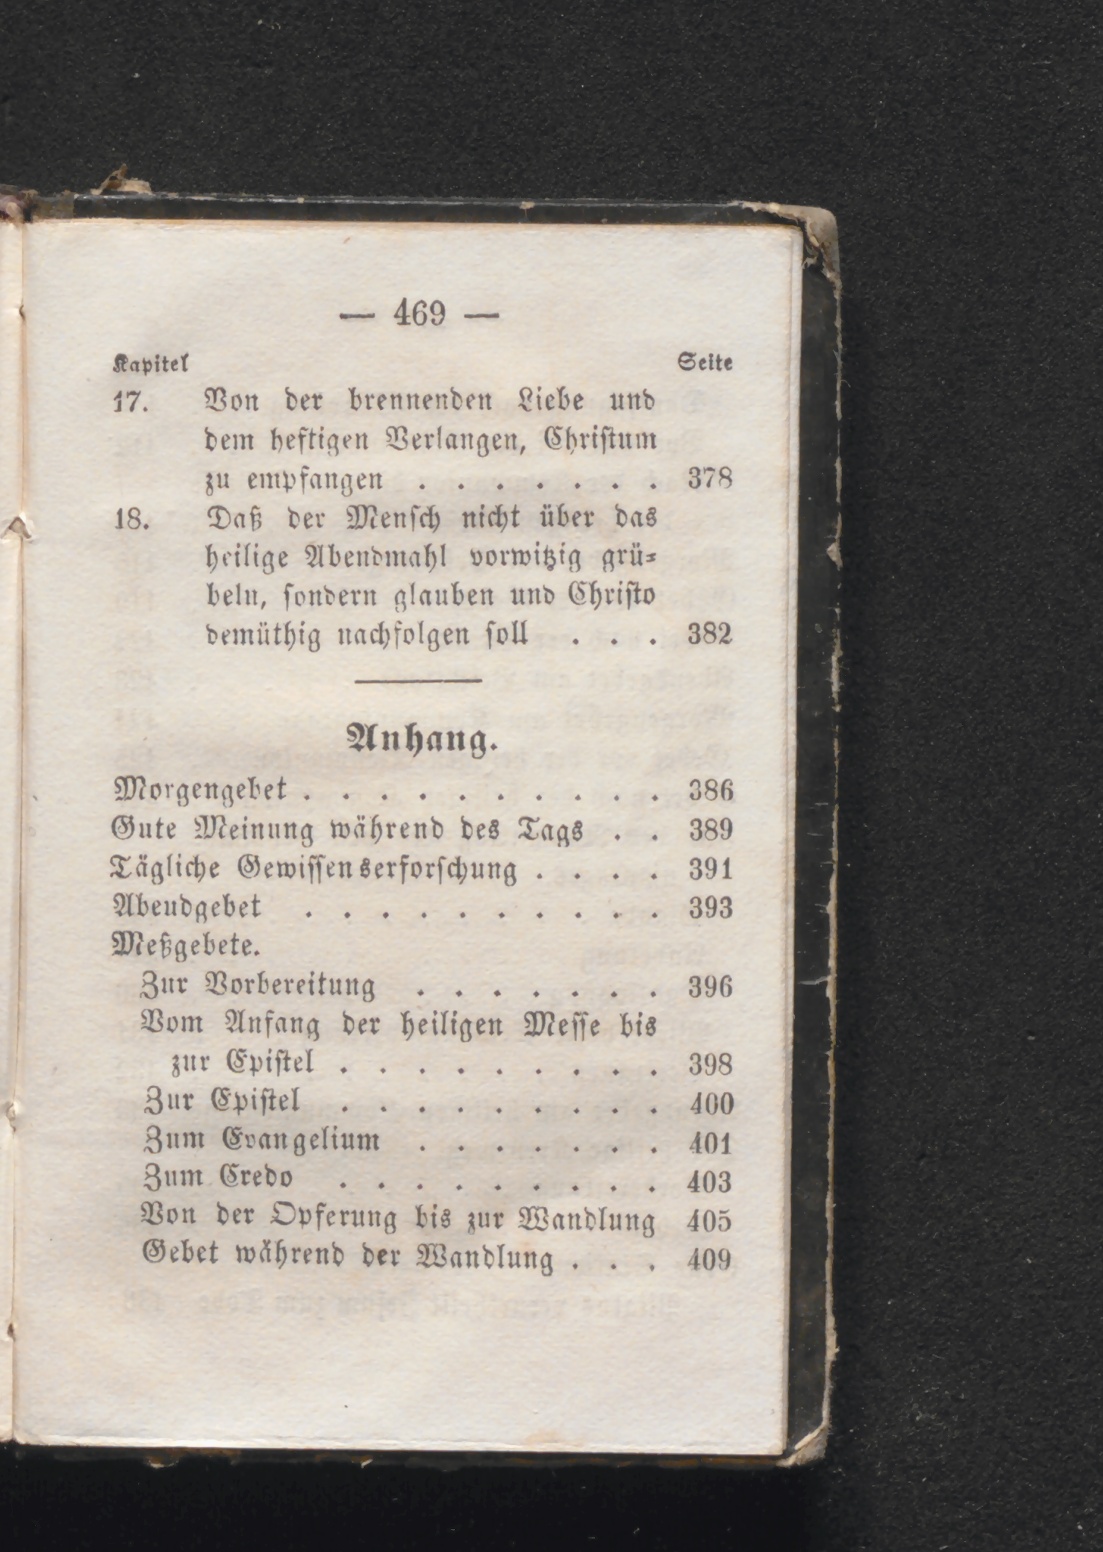 — 469 —
Kapitel Seite
17. Von der brennenden Liebe und
dem heftigen Verlangen, Christum
zu empfangen . . . . . . . 378
18. Daß der Mensch nicht über das
heilige Abendmahl vorwitzig grü=
beln, sondern glauben und Christo
demüthig nachfolgen soll . . . 382
Anhang.
Morgengebet . . . . . . . . . . 386
Gute Meinung während des Tags . . 389
Tägliche Gewissenserforschung . . . . 391
Abendgebet . . . . . . . . . . 393
Meßgebete.
Zur Vorbereitung . . . . . . . 396
Vom Anfang der heiligen Messe bis
zur Epistel . . . . . . . . . 398
Zur Epistel . . . . . . . . . 400
Zum Evangelium . . . . . . . 401
Zum Credo . . . . . . . . . 403
Von der Opferung bis zur Wandlung 405
Gebet während der Wandlung . . . 409